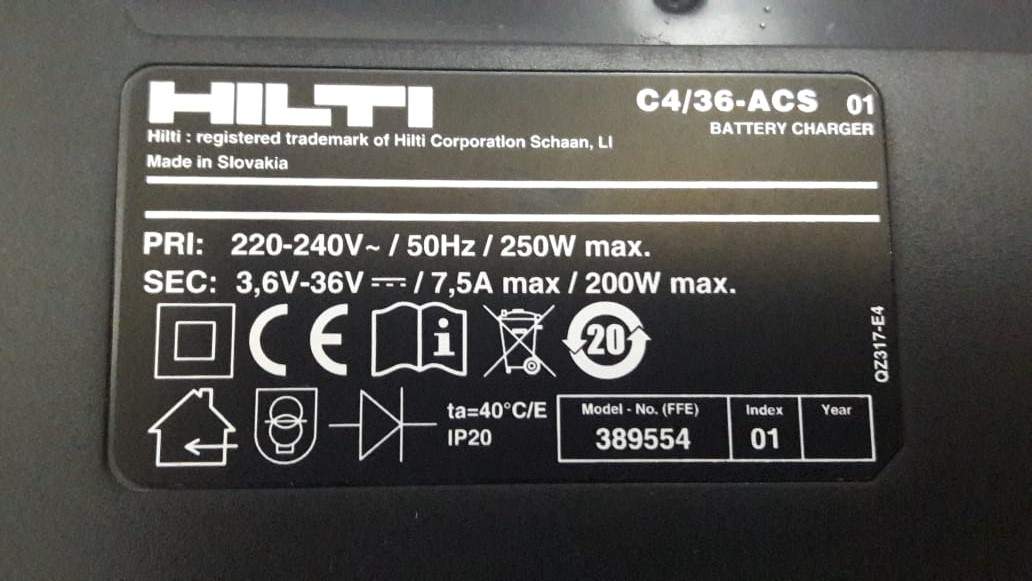 HILTI
C4/36-ACS 01
BATTERY CHARGER
Hilti : registered trademark of Hilti Corporation Schaan, LI
Made in Slovakia
PRI: 220-240V~ / 50Hz / 250W max.
SEC: 3,6V-36V ⎓ / 7,5A max / 200W max.
CE
i
20
QZ317-E4
ta=40°C/E
IP20
Model - No. (FFE)
389554
Index
01
Year